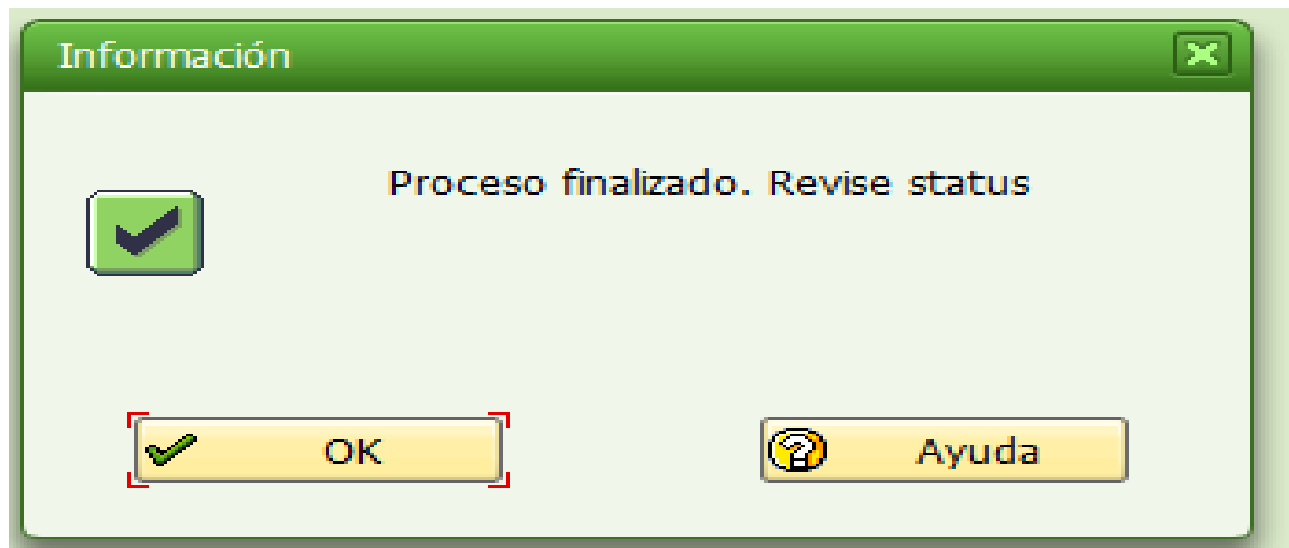 Información
Proceso finalizado. Revise status
OK
Ayuda